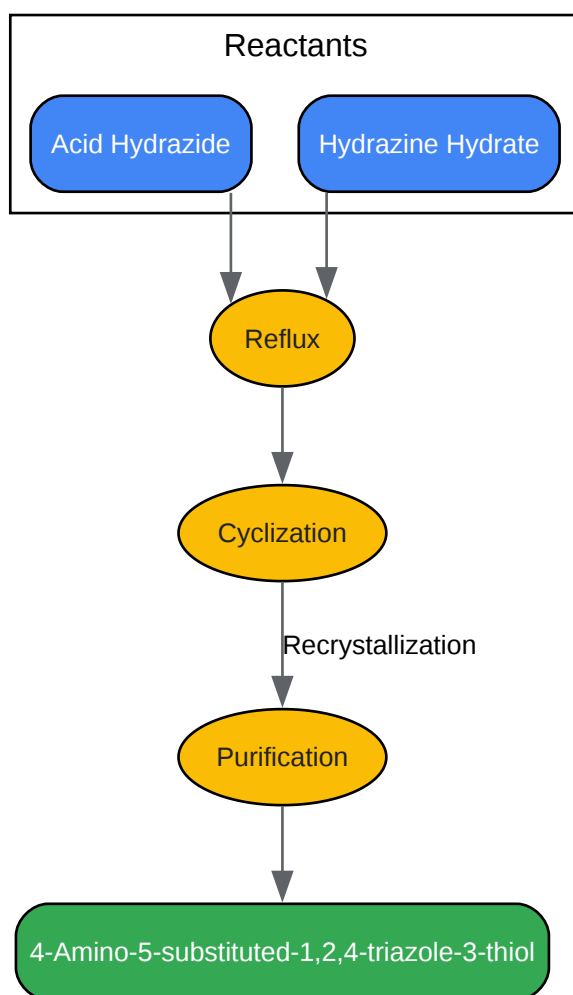 Reactants
Acid Hydrazide
Hydrazine Hydrate
Reflux
Cyclization
Recrystallization
Purification
4-Amino-5-substituted-1,2,4-triazole-3-thiol